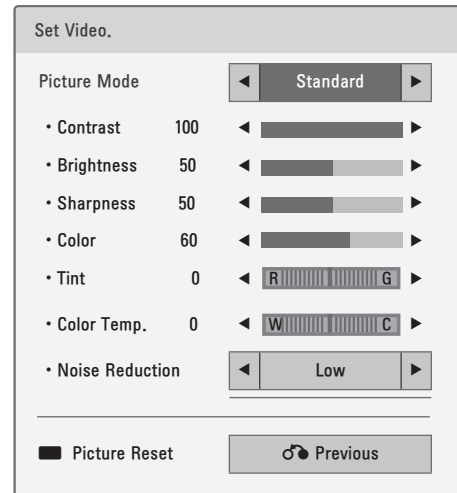 Set Video.
Picture Mode ◀ Standard ▶
• Contrast 100 ◀ ▶
• Brightness 50 ◀ ▶
• Sharpness 50 ◀ ▶
• Color 60 ◀ ▶
• Tint 0 ◀ R G ▶
• Color Temp. 0 ◀ W C ▶
• Noise Reduction ◀ Low ▶
Picture Reset Previous